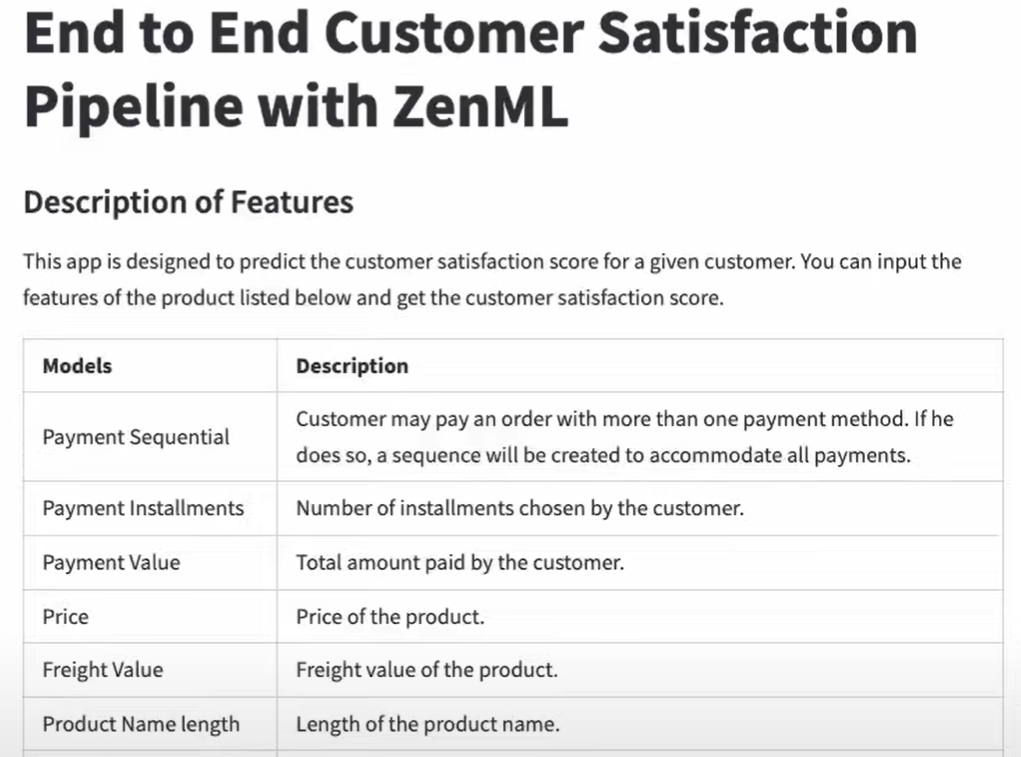 End to End Customer Satisfaction
Pipeline with ZenML
Description of Features
This app is designed to predict the customer satisfaction score for a given customer. You can input the
features of the product listed below and get the customer satisfaction score.
Models Description
Payment Sequential Customer may pay an order with more than one payment method. If he
does so, a sequence will be created to accommodate all payments.
Payment Installments Number of installments chosen by the customer.
Payment Value Total amount paid by the customer.
Price Price of the product.
Freight Value Freight value of the product.
Product Name length Length of the product name.